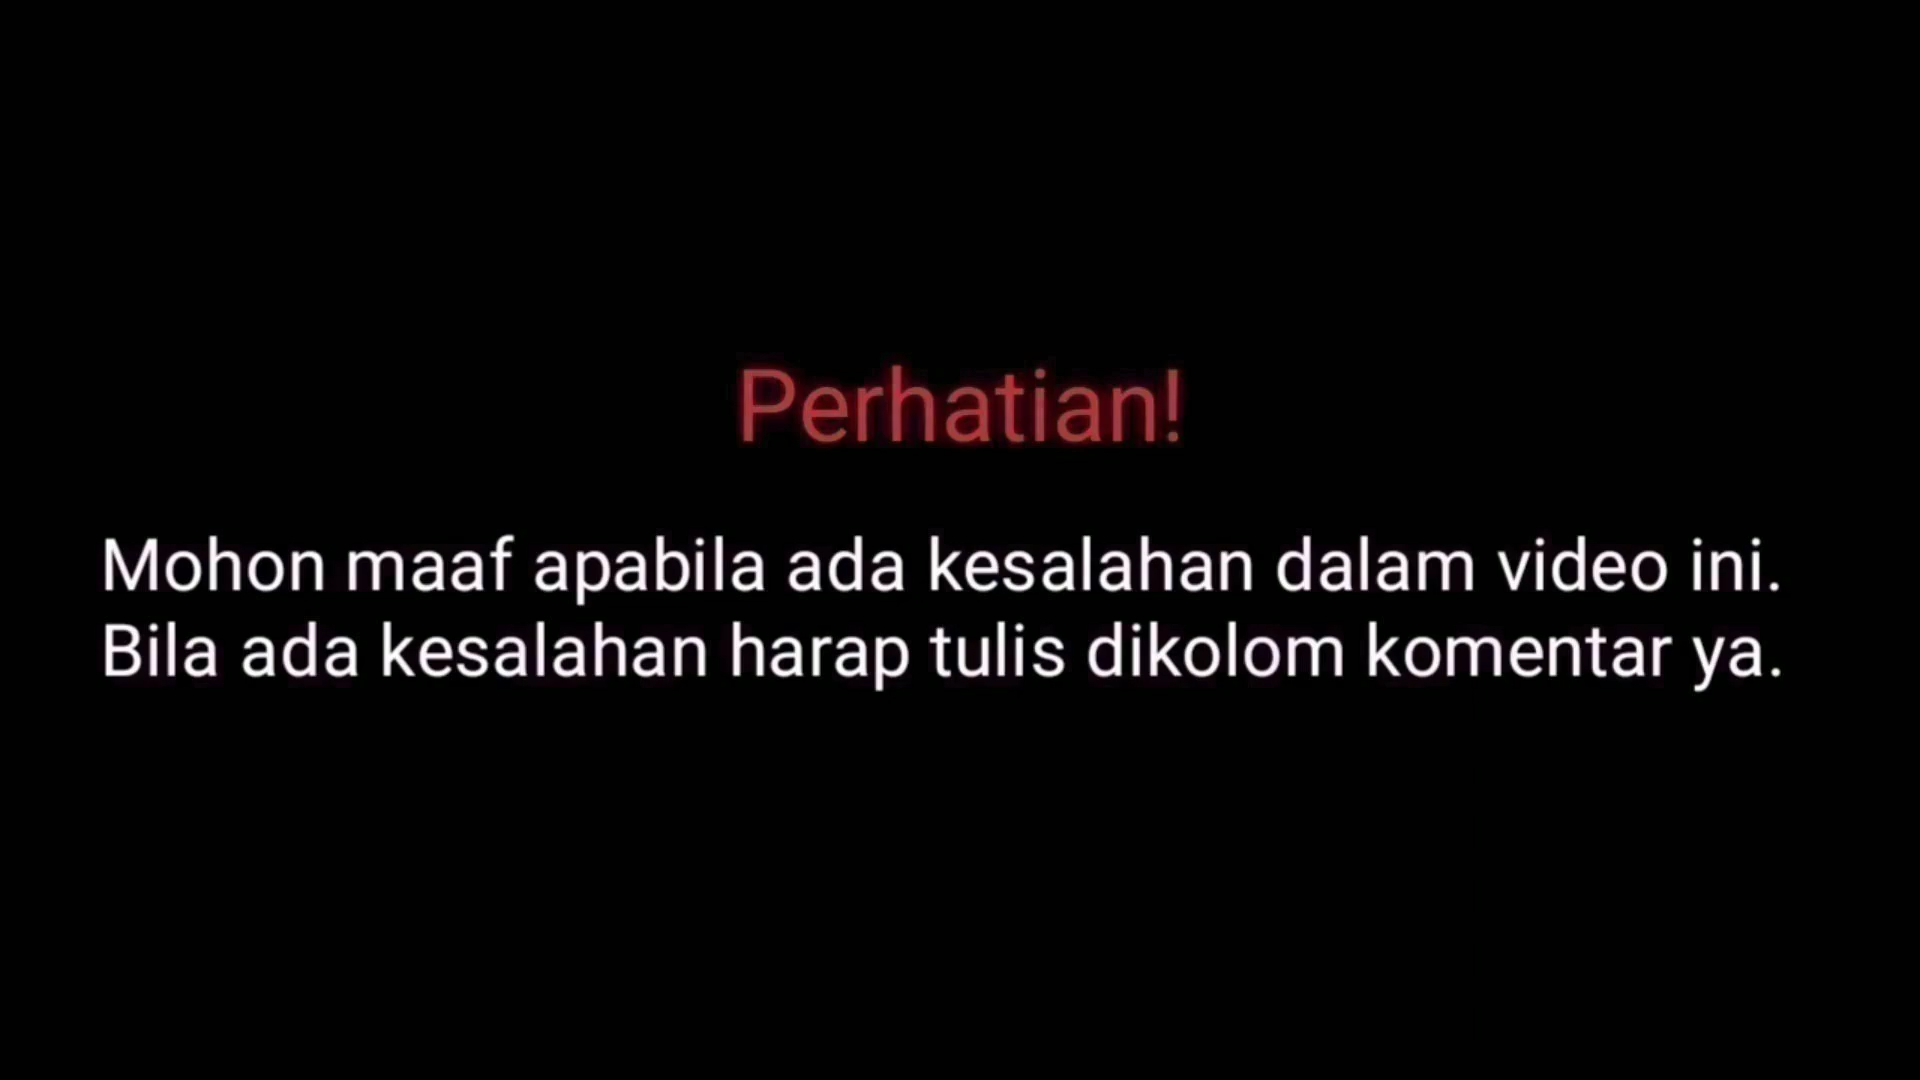 Perhatian!
Mohon maaf apabila ada kesalahan dalam video ini.
Bila ada kesalahan harap tulis dikolom komentar ya.